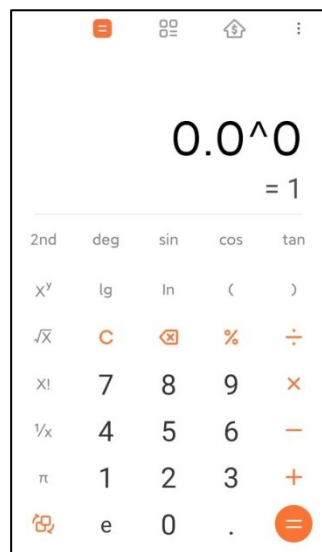 0.0^0
= 1
2nd deg sin cos tan
Xʸ lg ln ( )
√X C % ÷
X! 7 8 9 ×
¹/x 4 5 6 −
π 1 2 3 +
e 0 . =